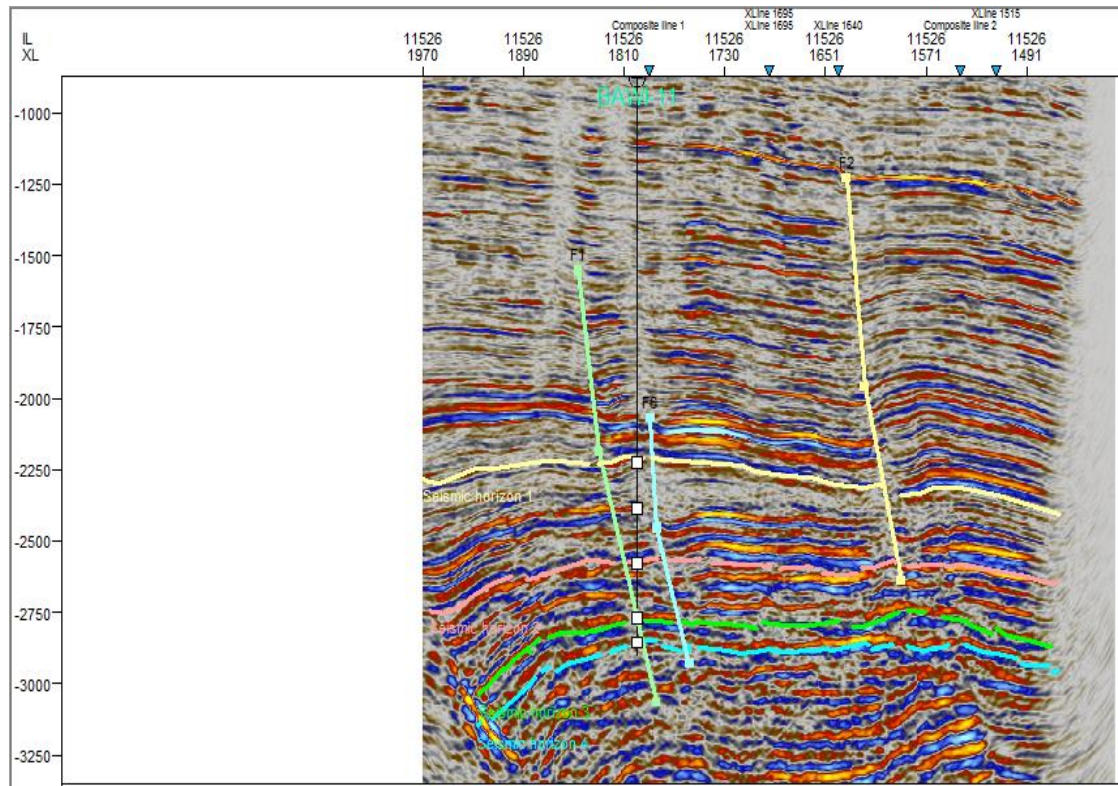 XLine 1695 XLine 1515
Composite line 1 XLine 1695 XLine 1640 Composite line 2
IL 11526 11526 11526 11526 11526 11526 11526
XL 1970 1890 1810 1730 1651 1571 1491
BAWI-11
-1000
F2
-1250
F1
-1500
-1750
-2000
F6
-2250
Seismic horizon 1
-2500
-2750
Seismic horizon
-3000
Seismic horizon 3
Seismic horizon 4
-3250